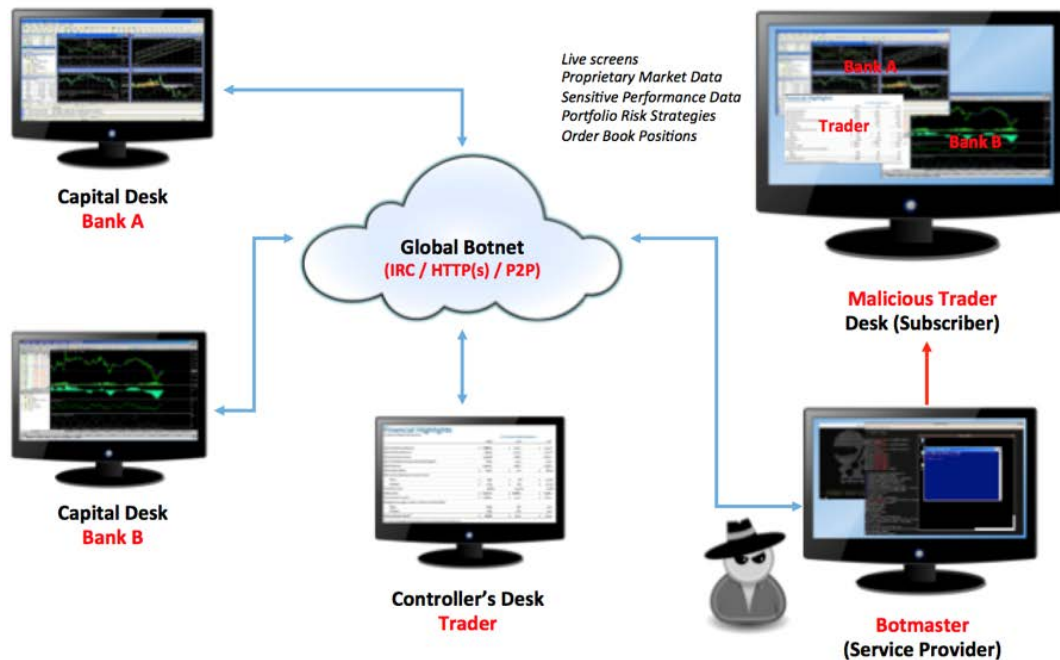 Live screens
Proprietary Market Data
Sensitive Performance Data
Portfolio Risk Strategies
Order Book Positions
Bank A
Trader
Bank B
Capital Desk
Bank A
Global Botnet
(IRC / HTTP(s) / P2P)
Malicious Trader
Desk (Subscriber)
Financial Highlights
Capital Desk
Bank B
Controller's Desk
Trader
Botmaster
(Service Provider)